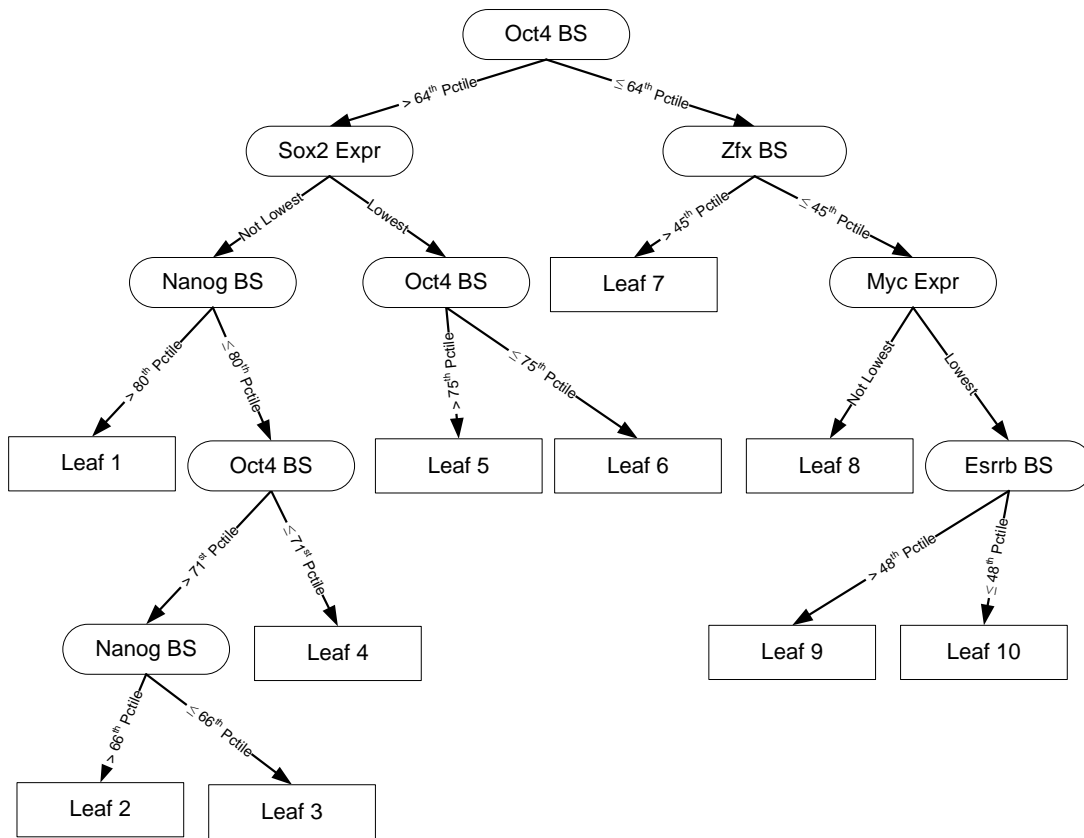 Oct4 BS
> 64th Pctile
≤ 64th Pctile
Sox2 Expr
Zfx BS
Not Lowest
Lowest
> 45th Pctile
≤ 45th Pctile
Nanog BS
Oct4 BS
Leaf 7
Myc Expr
> 80th Pctile
≤ 80th Pctile
> 75th Pctile
≤ 75th Pctile
Not Lowest
Lowest
Leaf 1
Oct4 BS
Leaf 5
Leaf 6
Leaf 8
Esrrb BS
> 71st Pctile
≤ 71st Pctile
> 48th Pctile
≤ 48th Pctile
Nanog BS
Leaf 4
Leaf 9
Leaf 10
> 66th Pctile
≤ 66th Pctile
Leaf 2
Leaf 3